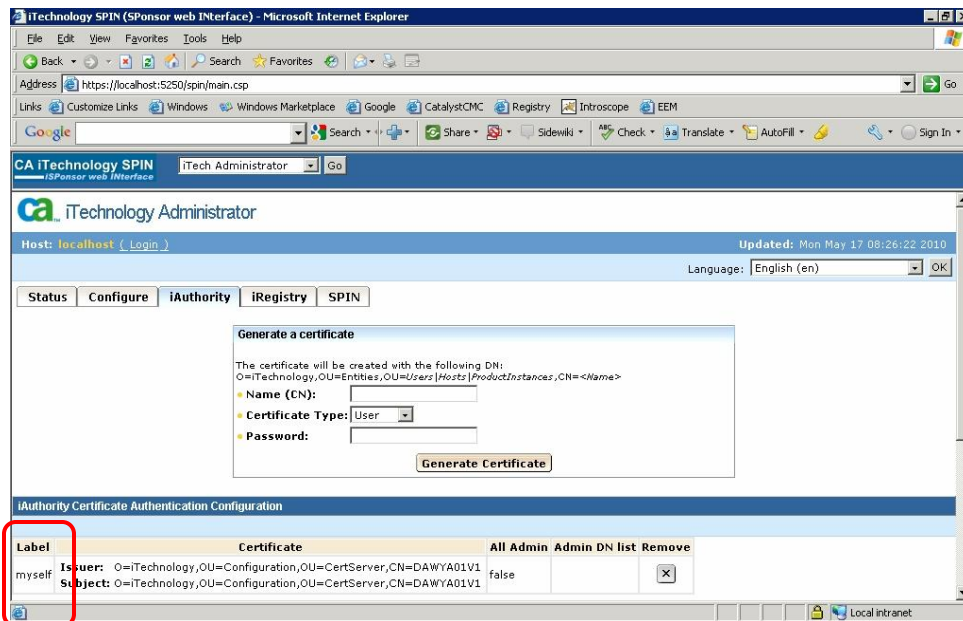 iTechnology SPIN (SPonsor web INterface) - Microsoft Internet Explorer
File Edit View Favorites Tools Help
Back Search Favorites
Address https://localhost:5250/spin/main.csp Go
Links Customize Links Windows Windows Marketplace Google CatalystCMC Registry Introscope EEM
Google Search Share Sidewiki Check Translate AutoFill Sign In
CA iTechnology SPIN iTech Administrator Go
iSPonsor web INterface
ca iTechnology Administrator
Host: localhost ( Login ) Updated: Mon May 17 08:26:22 2010
Language: English (en) OK
Status Configure iAuthority iRegistry SPIN
Generate a certificate
The certificate will be created with the following DN:
O=iTechnology,OU=Entities,OU=Users|Hosts|ProductInstances,CN=<Name>
Name (CN):
Certificate Type: User
Password:
Generate Certificate
iAuthority Certificate Authentication Configuration
Label Certificate All Admin Admin DN list Remove
myself Issuer: O=iTechnology,OU=Configuration,OU=CertServer,CN=DAWYA01V1 false
Subject: O=iTechnology,OU=Configuration,OU=CertServer,CN=DAWYA01V1
Local intranet